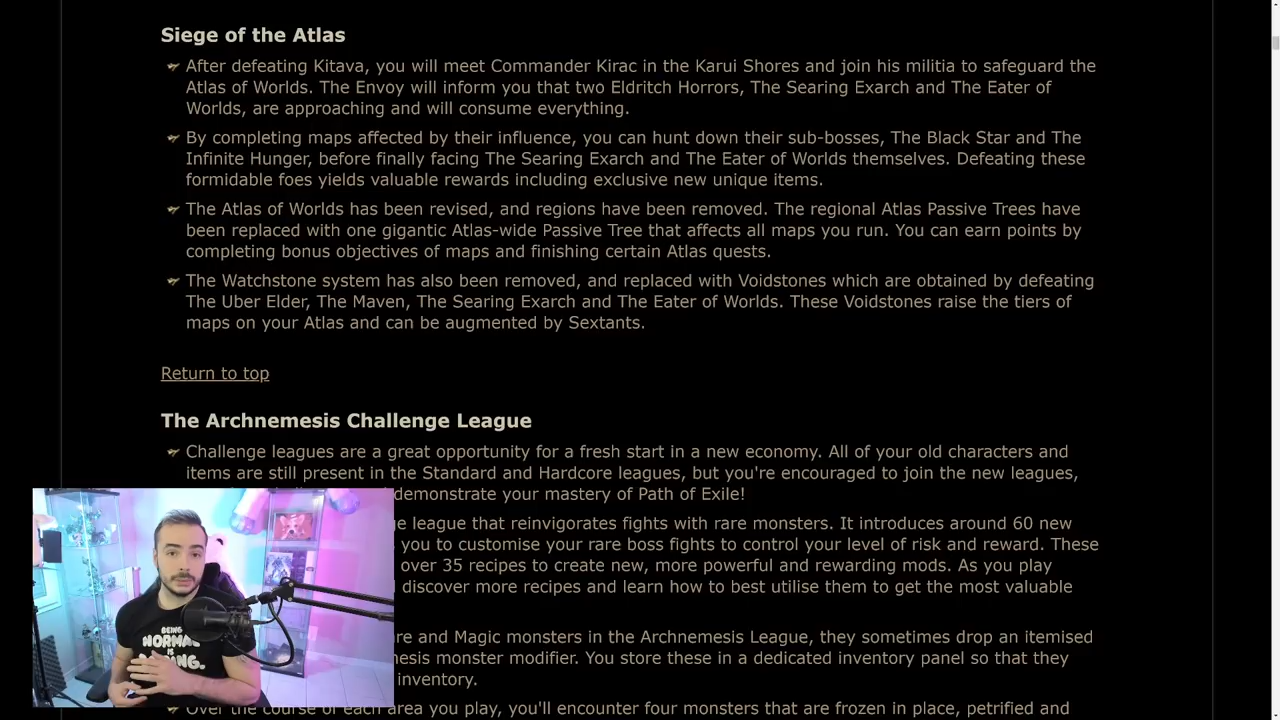 Siege of the Atlas
After defeating Kitava, you will meet Commander Kirac in the Karui Shores and join his militia to safeguard the
Atlas of Worlds. The Envoy will inform you that two Eldritch Horrors, The Searing Exarch and The Eater of
Worlds, are approaching and will consume everything.
By completing maps affected by their influence, you can hunt down their sub-bosses, The Black Star and The
Infinite Hunger, before finally facing The Searing Exarch and The Eater of Worlds themselves. Defeating these
formidable foes yields valuable rewards including exclusive new unique items.
The Atlas of Worlds has been revised, and regions have been removed. The regional Atlas Passive Trees have
been replaced with one gigantic Atlas-wide Passive Tree that affects all maps you run. You can earn points by
completing bonus objectives of maps and finishing certain Atlas quests.
The Watchstone system has also been removed, and replaced with Voidstones which are obtained by defeating
The Uber Elder, The Maven, The Searing Exarch and The Eater of Worlds. These Voidstones raise the tiers of
maps on your Atlas and can be augmented by Sextants.
Return to top
The Archnemesis Challenge League
Challenge leagues are a great opportunity for a fresh start in a new economy. All of your old characters and
items are still present in the Standard and Hardcore leagues, but you're encouraged to join the new leagues,
demonstrate your mastery of Path of Exile!
league that reinvigorates fights with rare monsters. It introduces around 60 new
you to customise your rare boss fights to control your level of risk and reward. These
over 35 recipes to create new, more powerful and rewarding mods. As you play
discover more recipes and learn how to best utilise them to get the most valuable
and Magic monsters in the Archnemesis League, they sometimes drop an itemised
monster modifier. You store these in a dedicated inventory panel so that they
inventory.
Over the course of each area you play, you'll encounter four monsters that are frozen in place, petrified and
BEING
NORMAL
IS